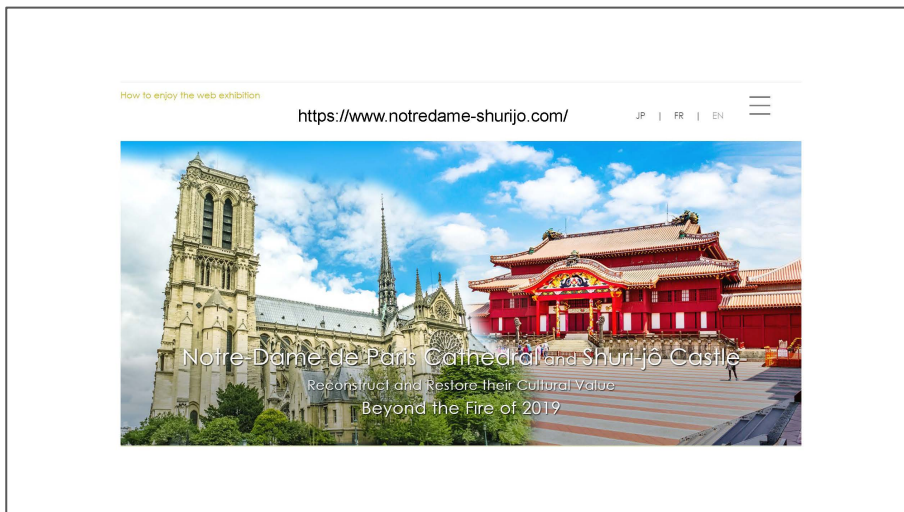 How to enjoy the web exhibition
https://www.notredame-shurijo.com/
JP | FR | EN
Notre-Dame de Paris Cathedral and Shuri-jô Castle
Reconstruct and Restore their Cultural Value
Beyond the Fire of 2019